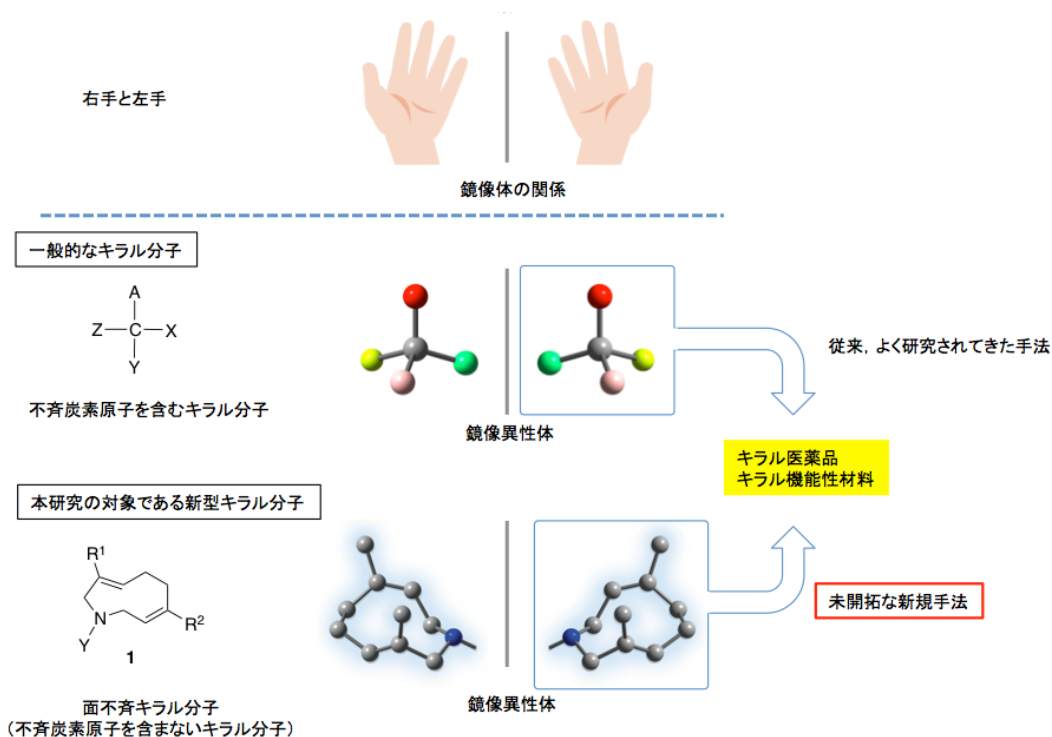 右手と左手
鏡像体の関係
一般的なキラル分子
A
Z C X
Y
不斉炭素原子を含むキラル分子
鏡像異性体
従来，よく研究されてきた手法
キラル医薬品
キラル機能性材料
本研究の対象である新型キラル分子
R1
N
R2
Y
1
面不斉キラル分子
（不斉炭素原子を含まないキラル分子）
鏡像異性体
未開拓な新規手法